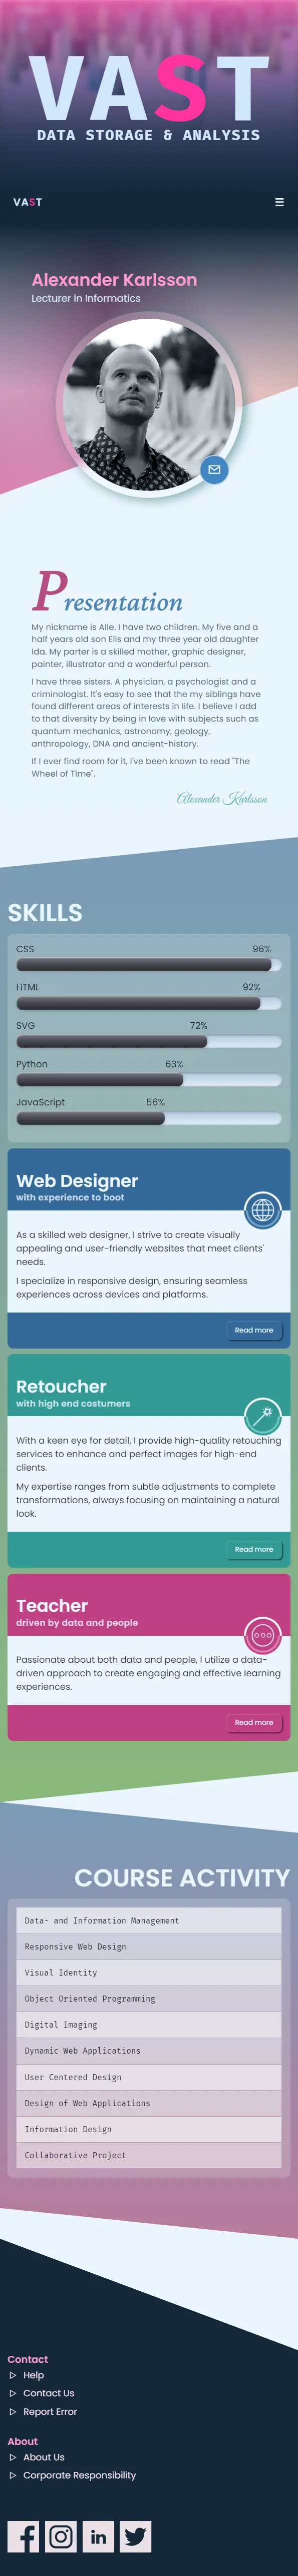 VAST
DATA STORAGE & ANALYSIS
VAST
Alexander Karlsson
Lecturer in Informatics
Presentation
My nickname is Alle. I have two children. My five and a
half years old son Elis and my three year old daughter
Ida. My parter is a skilled mother, graphic designer,
painter, illustrator and a wonderful person.
I have three sisters. A physician, a psychologist and a
criminologist. It's easy to see that the my siblings have
found different areas of interests in life. I believe I add
to that diversity by being in love with subjects such as
quantum mechanics, astronomy, geology,
anthropology, DNA and ancient-history.
If I ever find room for it, I've been known to read "The
Wheel of Time".
Alexander Karlsson
SKILLS
CSS 96%
HTML 92%
SVG 72%
Python 63%
JavaScript 56%
Web Designer
with experience to boot
As a skilled web designer, I strive to create visually
appealing and user-friendly websites that meet clients'
needs.
I specialize in responsive design, ensuring seamless
experiences across devices and platforms.
Read more
Retoucher
with high end costumers
With a keen eye for detail, I provide high-quality retouching
services to enhance and perfect images for high-end
clients.
My expertise ranges from subtle adjustments to complete
transformations, always focusing on maintaining a natural
look.
Read more
Teacher
driven by data and people
Passionate about both data and people, I utilize a data-
driven approach to create engaging and effective learning
experiences.
Read more
COURSE ACTIVITY
Data- and Information Management
Responsive Web Design
Visual Identity
Object Oriented Programming
Digital Imaging
Dynamic Web Applications
User Centered Design
Design of Web Applications
Information Design
Collaborative Project
Contact
Help
Contact Us
Report Error
About
About Us
Corporate Responsibility